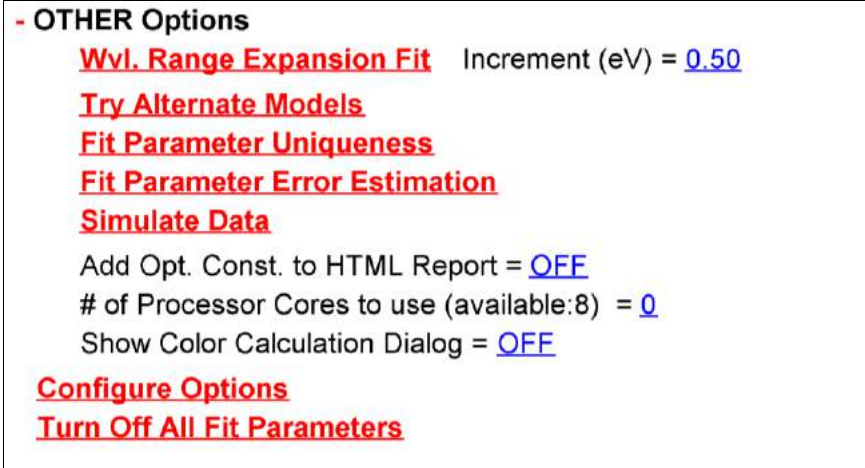 - OTHER Options
Wvl. Range Expansion Fit Increment (eV) = 0.50
Try Alternate Models
Fit Parameter Uniqueness
Fit Parameter Error Estimation
Simulate Data
Add Opt. Const. to HTML Report = OFF
# of Processor Cores to use (available:8) = 0
Show Color Calculation Dialog = OFF
Configure Options
Turn Off All Fit Parameters